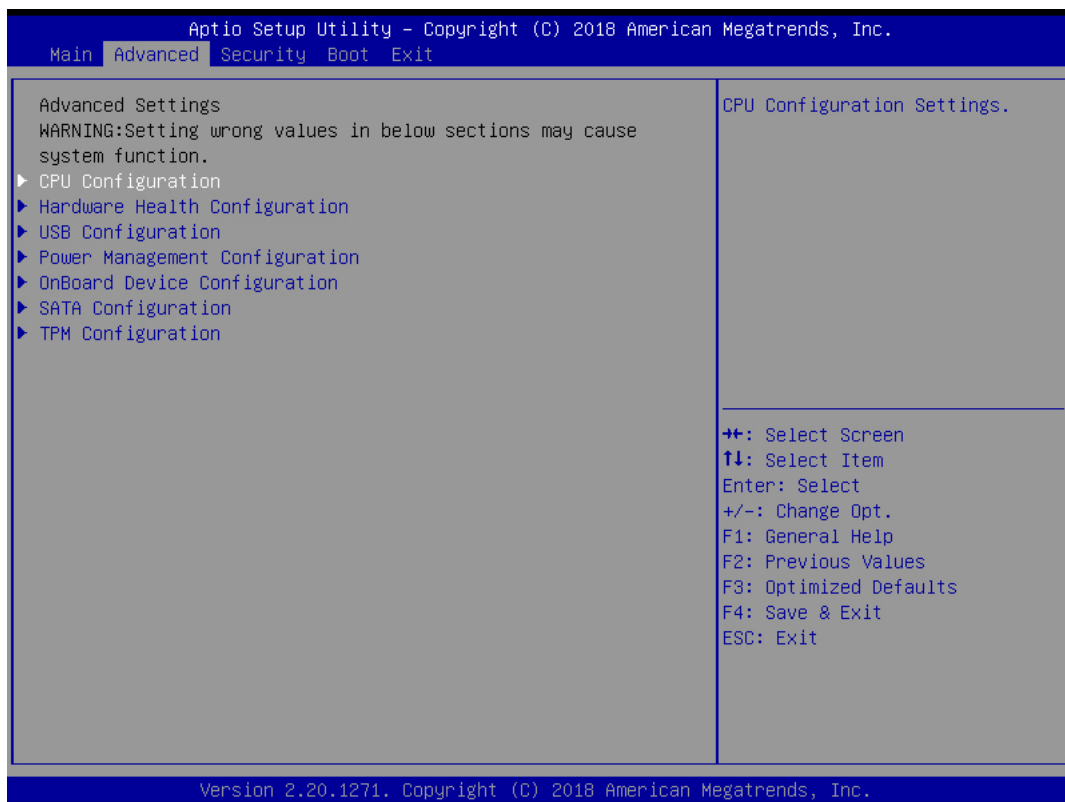 Aptio Setup Utility – Copyright (C) 2018 American Megatrends, Inc.
Main Advanced Security Boot Exit
Advanced Settings
WARNING:Setting wrong values in below sections may cause
system function.
▶ CPU Configuration
▶ Hardware Health Configuration
▶ USB Configuration
▶ Power Management Configuration
▶ OnBoard Device Configuration
▶ SATA Configuration
▶ TPM Configuration
CPU Configuration Settings.
→←: Select Screen
↑↓: Select Item
Enter: Select
+/-: Change Opt.
F1: General Help
F2: Previous Values
F3: Optimized Defaults
F4: Save & Exit
ESC: Exit
Version 2.20.1271. Copyright (C) 2018 American Megatrends, Inc.